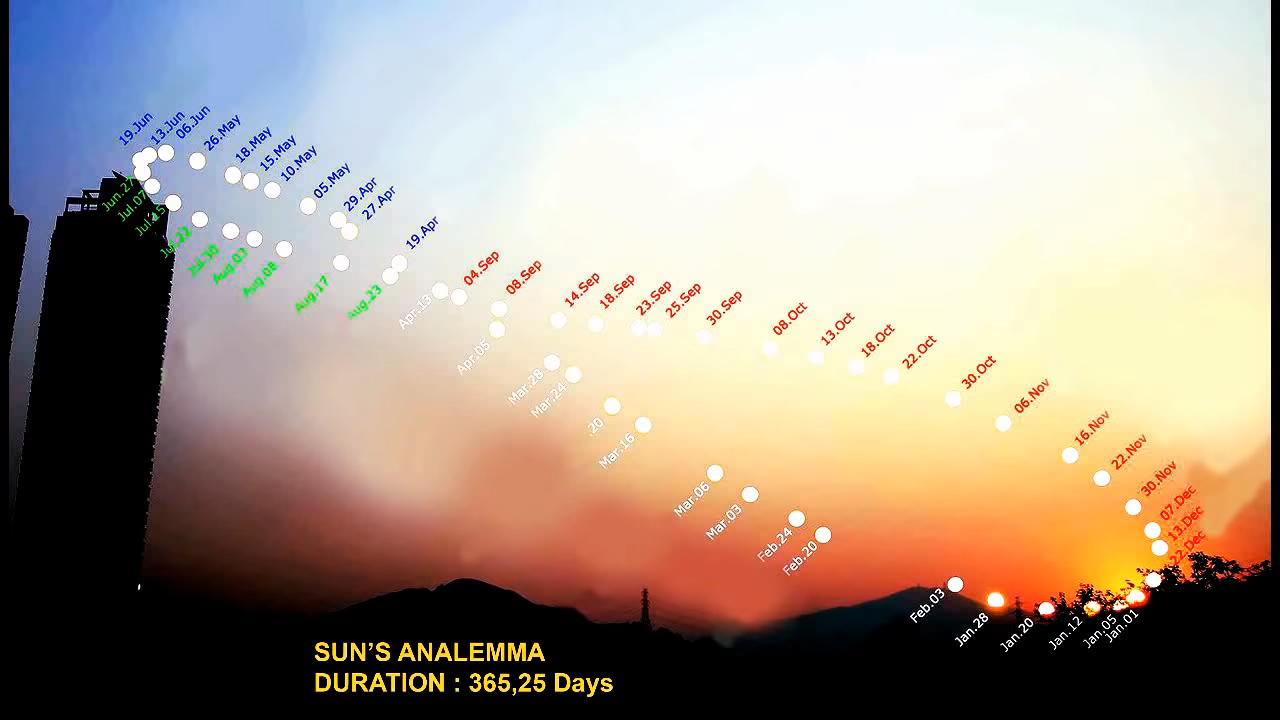 19.Jun
13.Jun
06.Jun
26.May
18.May
15.May
10.May
05.May
29.Apr
27.Apr
19.Apr
Jun.27
Jul.07
Jul.15
Jul.22
Jul.30
Aug.03
Aug.08
Aug.17
Aug.23
04.Sep
08.Sep
14.Sep
18.Sep
23.Sep
25.Sep
30.Sep
08.Oct
13.Oct
18.Oct
22.Oct
30.Oct
06.Nov
16.Nov
22.Nov
30.Nov
07.Dec
13.Dec
22.Dec
Apr.13
Apr.05
Mar.28
Mar.24
.20
Mar.16
Mar.06
Mar.03
Feb.24
Feb.20
Feb.03
Jan.28
Jan.20
Jan.12
Jan.05
Jan.01
SUN’S ANALEMMA
DURATION : 365,25 Days